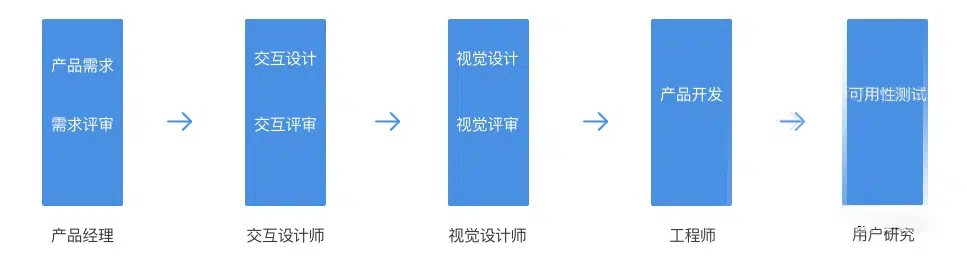 产品需求
需求评审
产品经理
交互设计
交互评审
交互设计师
视觉设计
视觉评审
视觉设计师
产品开发
工程师
可用性测试
用户研究